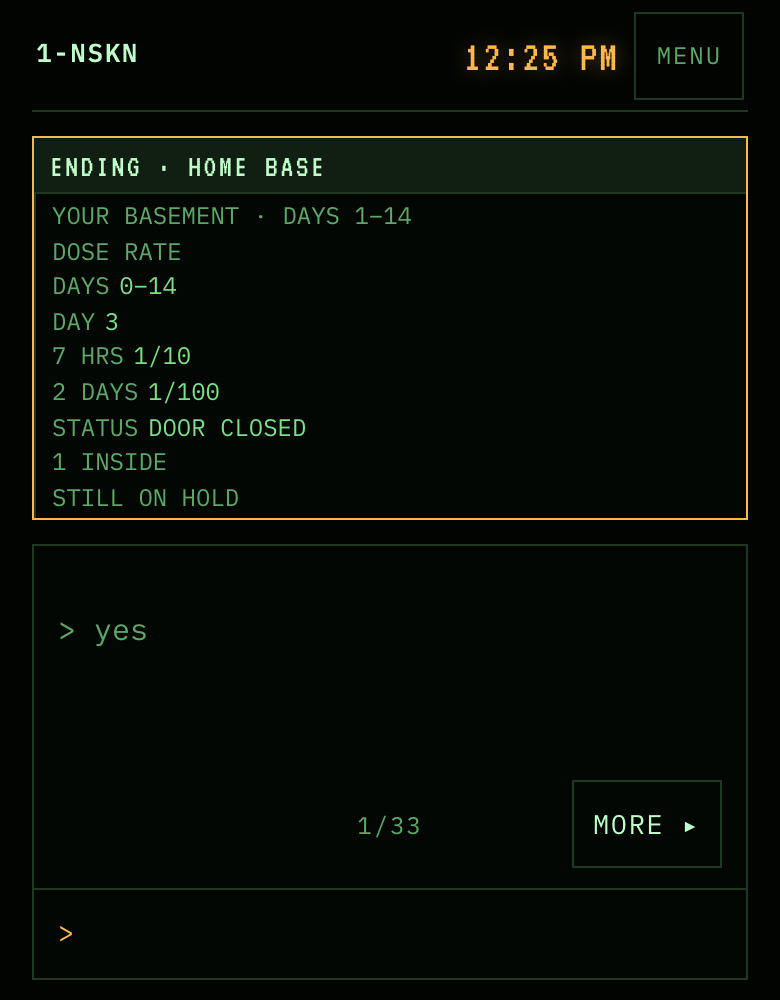 1-NSKN
12:25 PM
MENU
ENDING · HOME BASE
YOUR BASEMENT · DAYS 1–14
DOSE RATE
DAYS 0–14
DAY 3
7 HRS 1/10
2 DAYS 1/100
STATUS DOOR CLOSED
1 INSIDE
STILL ON HOLD
> yes
1/33
MORE ▸
>